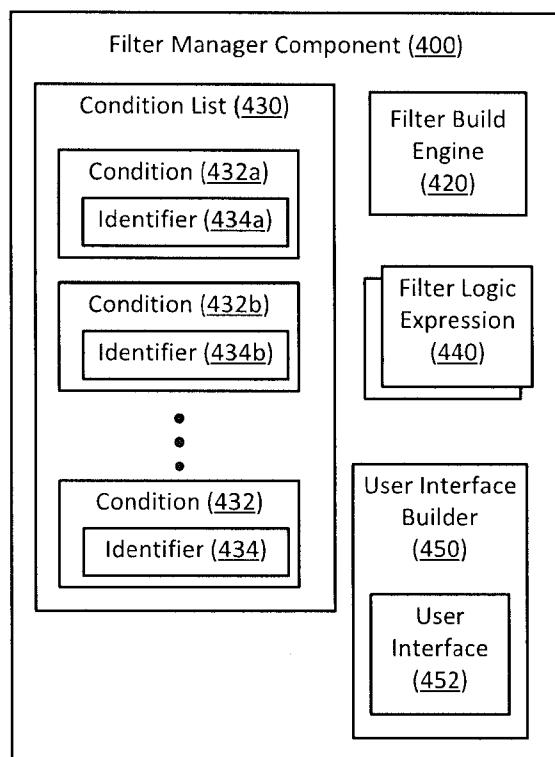 Filter Manager Component (400)
Condition List (430)
Condition (432a)
Identifier (434a)
Condition (432b)
Identifier (434b)
Condition (432)
Identifier (434)
Filter Build
Engine
(420)
Filter Logic
Expression
(440)
User Interface
Builder
(450)
User
Interface
(452)